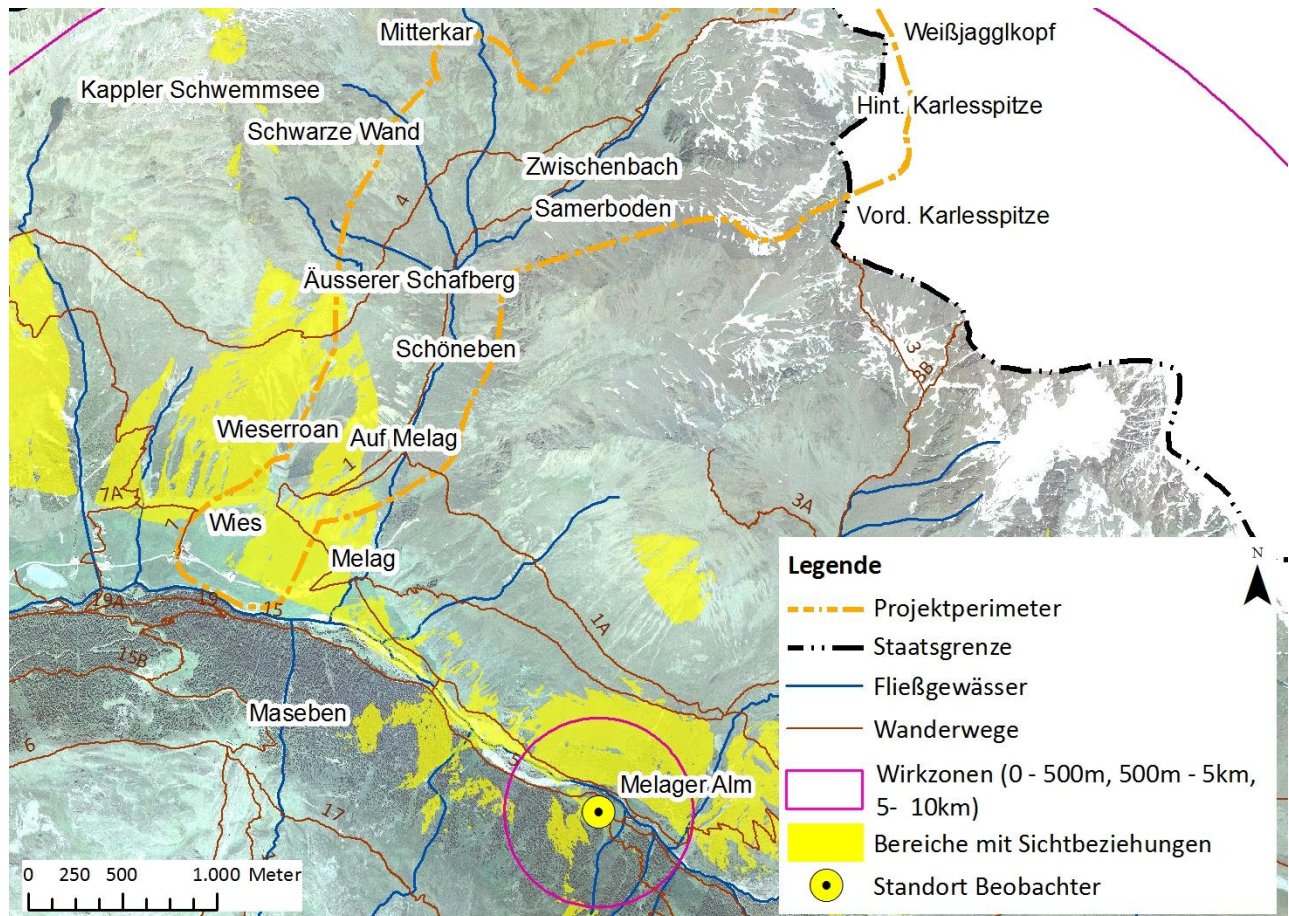 Mitterkar
Weißjagglkopf
Kappler Schwemmsee
Hint. Karlesspitze
Schwarze Wand
Zwischenbach
4
Samerboden
Vord. Karlesspitze
Äusserer Schafberg
Schöneben
3
8B
Wieserroan
Auf Melag
1
7A
3A
7
Wies
Melag
N
19A
19
15
1A
15B
Maseben
6
5
Melager Alm
17
0 250 500 1.000 Meter
Legende
Projektperimeter
Staatsgrenze
Fließgewässer
Wanderwege
Wirkzonen (0 - 500m, 500m - 5km,
5- 10km)
Bereiche mit Sichtbeziehungen
Standort Beobachter